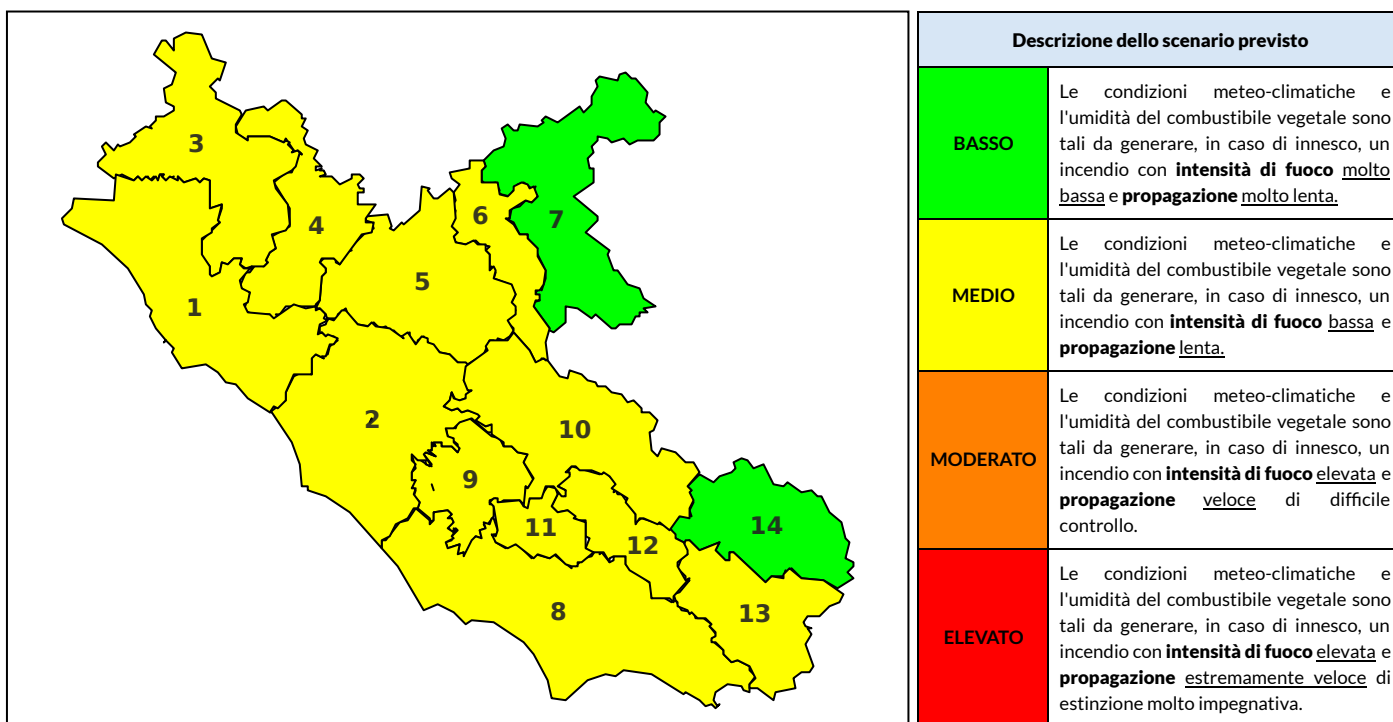 3
4
6
7
1
5
2
10
9
11
12
14
8
13
Descrizione dello scenario previsto
BASSO
Le condizioni meteo-climatiche e
l'umidità del combustibile vegetale sono
tali da generare, in caso di innesco, un
incendio con intensità di fuoco molto
bassa e propagazione molto lenta.
MEDIO
Le condizioni meteo-climatiche e
l'umidità del combustibile vegetale sono
tali da generare, in caso di innesco, un
incendio con intensità di fuoco bassa e
propagazione lenta.
MODERATO
Le condizioni meteo-climatiche e
l'umidità del combustibile vegetale sono
tali da generare, in caso di innesco, un
incendio con intensità di fuoco elevata e
propagazione veloce di difficile
controllo.
ELEVATO
Le condizioni meteo-climatiche e
l'umidità del combustibile vegetale sono
tali da generare, in caso di innesco, un
incendio con intensità di fuoco elevata e
propagazione estremamente veloce di
estinzione molto impegnativa.